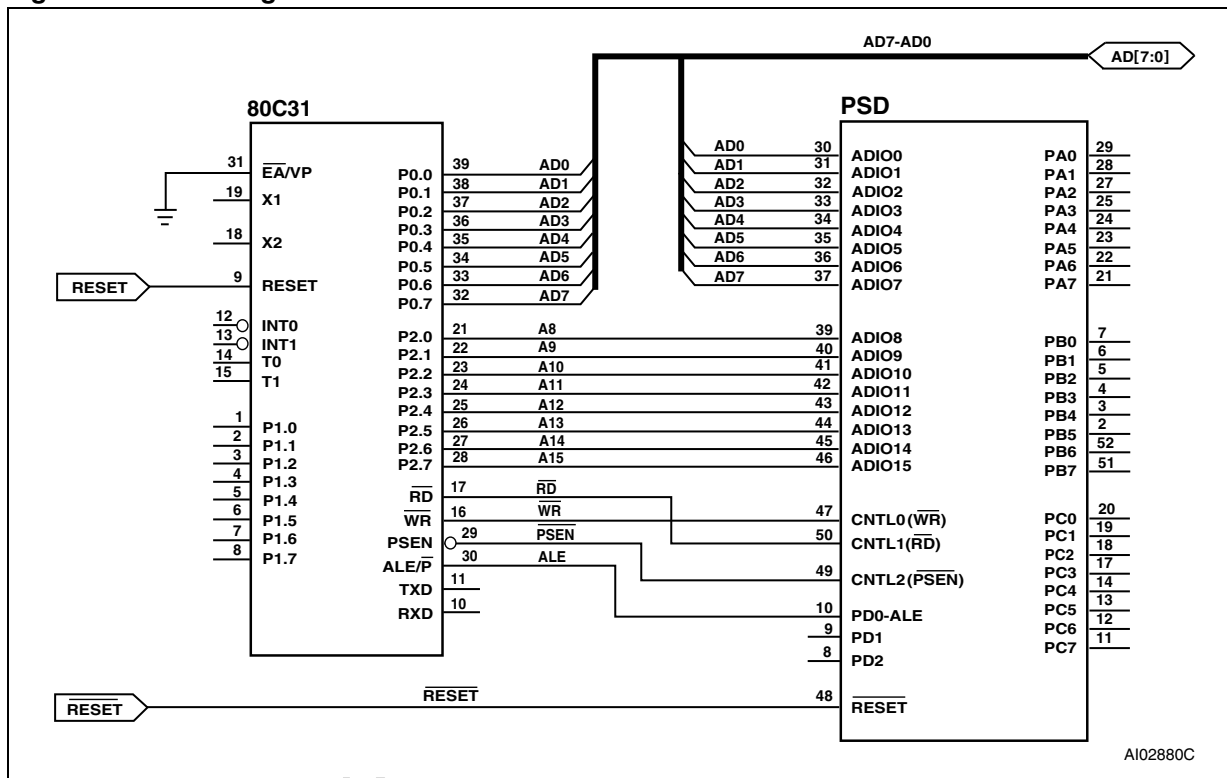 AD7-AD0
AD[7:0]
80C31
PSD
31 EA/VP
19 X1
18 X2
RESET 9 RESET
12 INT0
13 INT1
14 T0
15 T1
1 P1.0
2 P1.1
3 P1.2
4 P1.3
5 P1.4
6 P1.5
7 P1.6
8 P1.7
P0.0 39 AD0
P0.1 38 AD1
P0.2 37 AD2
P0.3 36 AD3
P0.4 35 AD4
P0.5 34 AD5
P0.6 33 AD6
P0.7 32 AD7
P2.0 21 A8
P2.1 22 A9
P2.2 23 A10
P2.3 24 A11
P2.4 25 A12
P2.5 26 A13
P2.6 27 A14
P2.7 28 A15
RD 17 RD
WR 16 WR
PSEN 29 PSEN
ALE/P 30 ALE
TXD 11
RXD 10
AD0 30 ADIO0
AD1 31 ADIO1
AD2 32 ADIO2
AD3 33 ADIO3
AD4 34 ADIO4
AD5 35 ADIO5
AD6 36 ADIO6
AD7 37 ADIO7
39 ADIO8
40 ADIO9
41 ADIO10
42 ADIO11
43 ADIO12
44 ADIO13
45 ADIO14
46 ADIO15
47 CNTL0(WR)
50 CNTL1(RD)
49 CNTL2(PSEN)
10 PD0-ALE
9 PD1
8 PD2
48 RESET
PA0 29
PA1 28
PA2 27
PA3 25
PA4 24
PA5 23
PA6 22
PA7 21
PB0 7
PB1 6
PB2 5
PB3 4
PB4 3
PB5 2
PB6 52
PB7 51
PC0 20
PC1 19
PC2 18
PC3 17
PC4 14
PC5 13
PC6 12
PC7 11
RESET RESET
AI02880C